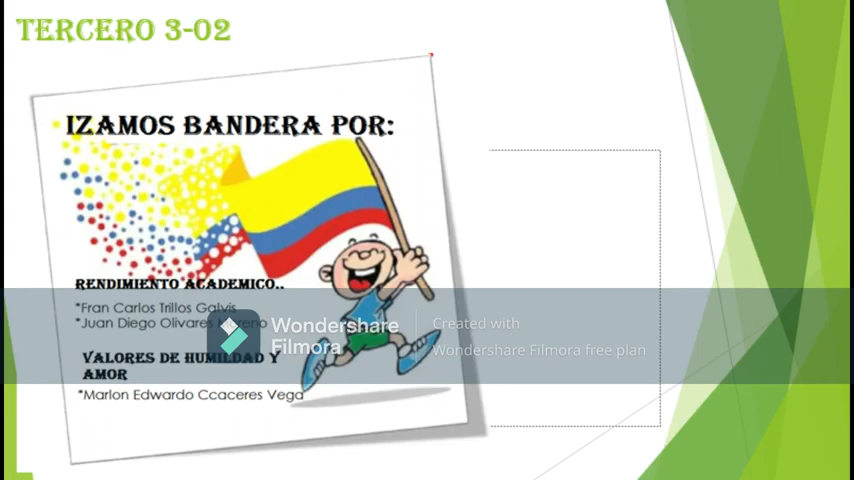 TERCERO 3-02
IZAMOS BANDERA POR:
RENDIMIENTO ACADEMICO..
*Fran Carlos Trillos Galvis
*Juan Diego Olivares Moreno
VALORES DE HUMILDAD Y
AMOR
*Marlon Edwardo Ccaceres Vega
Wondershare
Filmora
Created with
Wondershare Filmora free plan